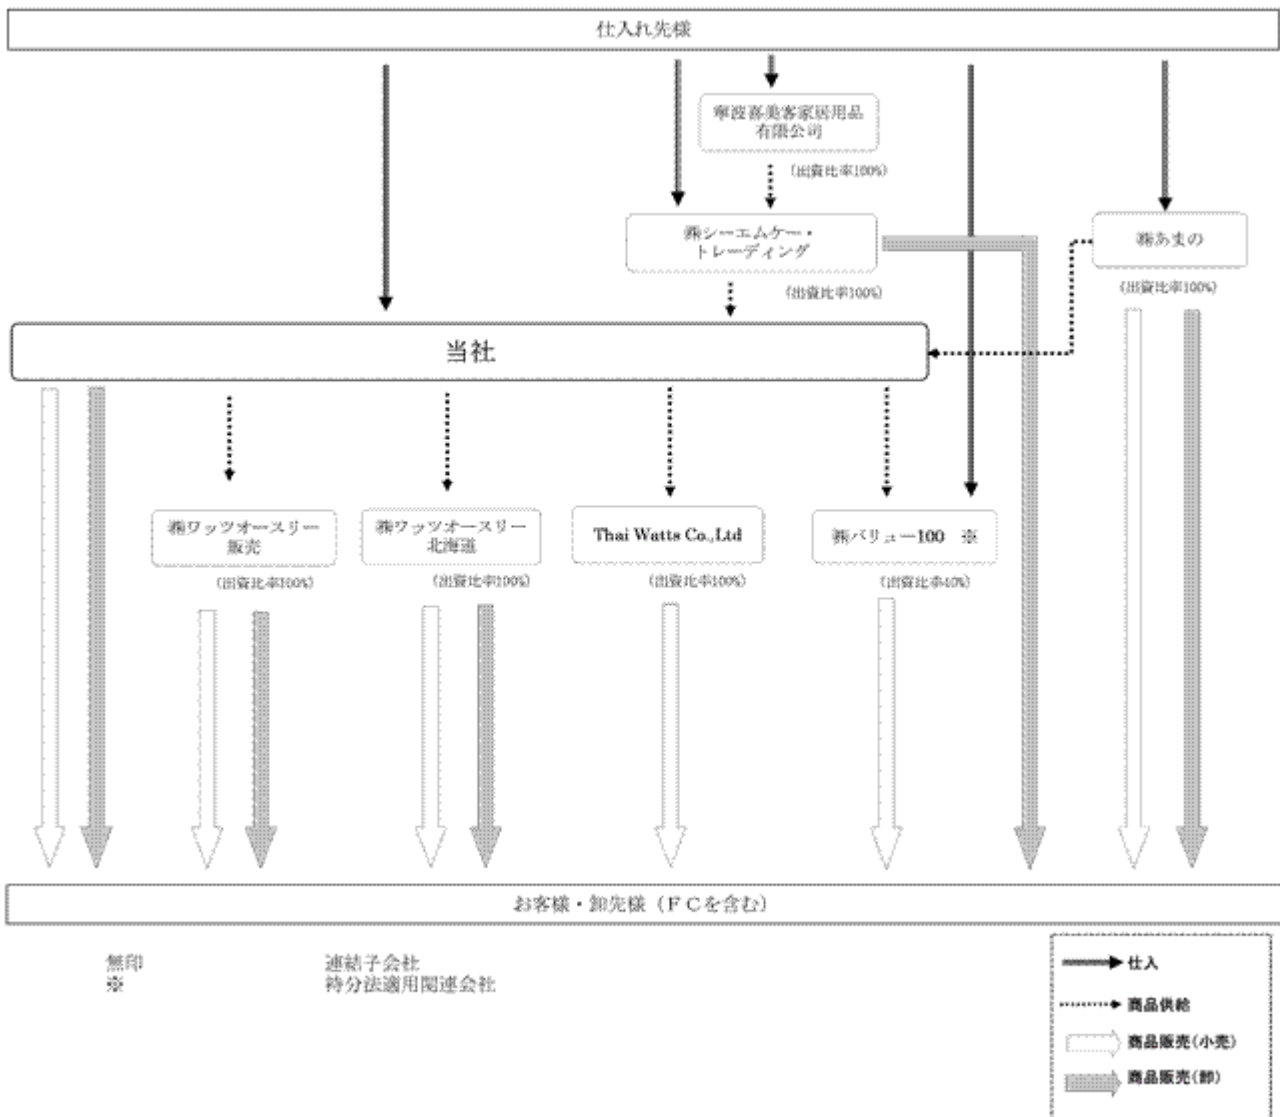 仕入れ先様
寧波喜美客家居用品
有限公司
(出資比率100%)
㈱シーエムケー・
トレーディング
(出資比率100%)
㈱あまの
(出資比率100%)
当社
㈱ワッツオースリー
販売
(出資比率100%)
㈱ワッツオースリー
北海道
(出資比率100%)
Thai Watts Co.,Ltd
(出資比率100%)
㈱バリュー100 ※
(出資比率40%)
お客様・卸先様(FCを含む)
無印 連結子会社
※ 持分法適用関連会社
仕入
商品供給
商品販売(小売)
商品販売(卸)